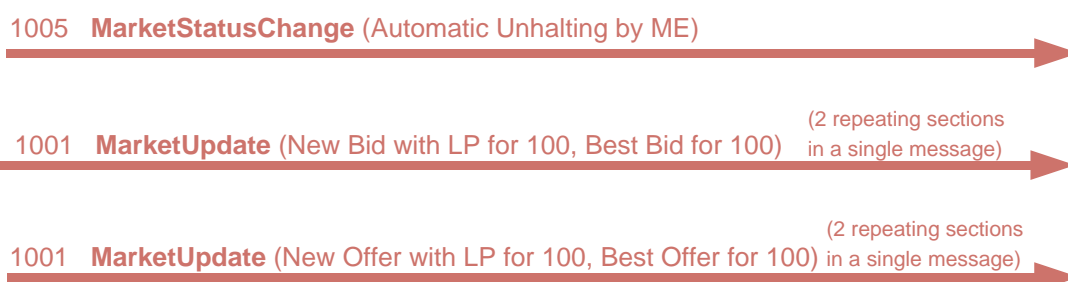 1005 MarketStatusChange (Automatic Unhalting by ME)
1001 MarketUpdate (New Bid with LP for 100, Best Bid for 100) (2 repeating sections
in a single message)
1001 MarketUpdate (New Offer with LP for 100, Best Offer for 100) (2 repeating sections
in a single message)